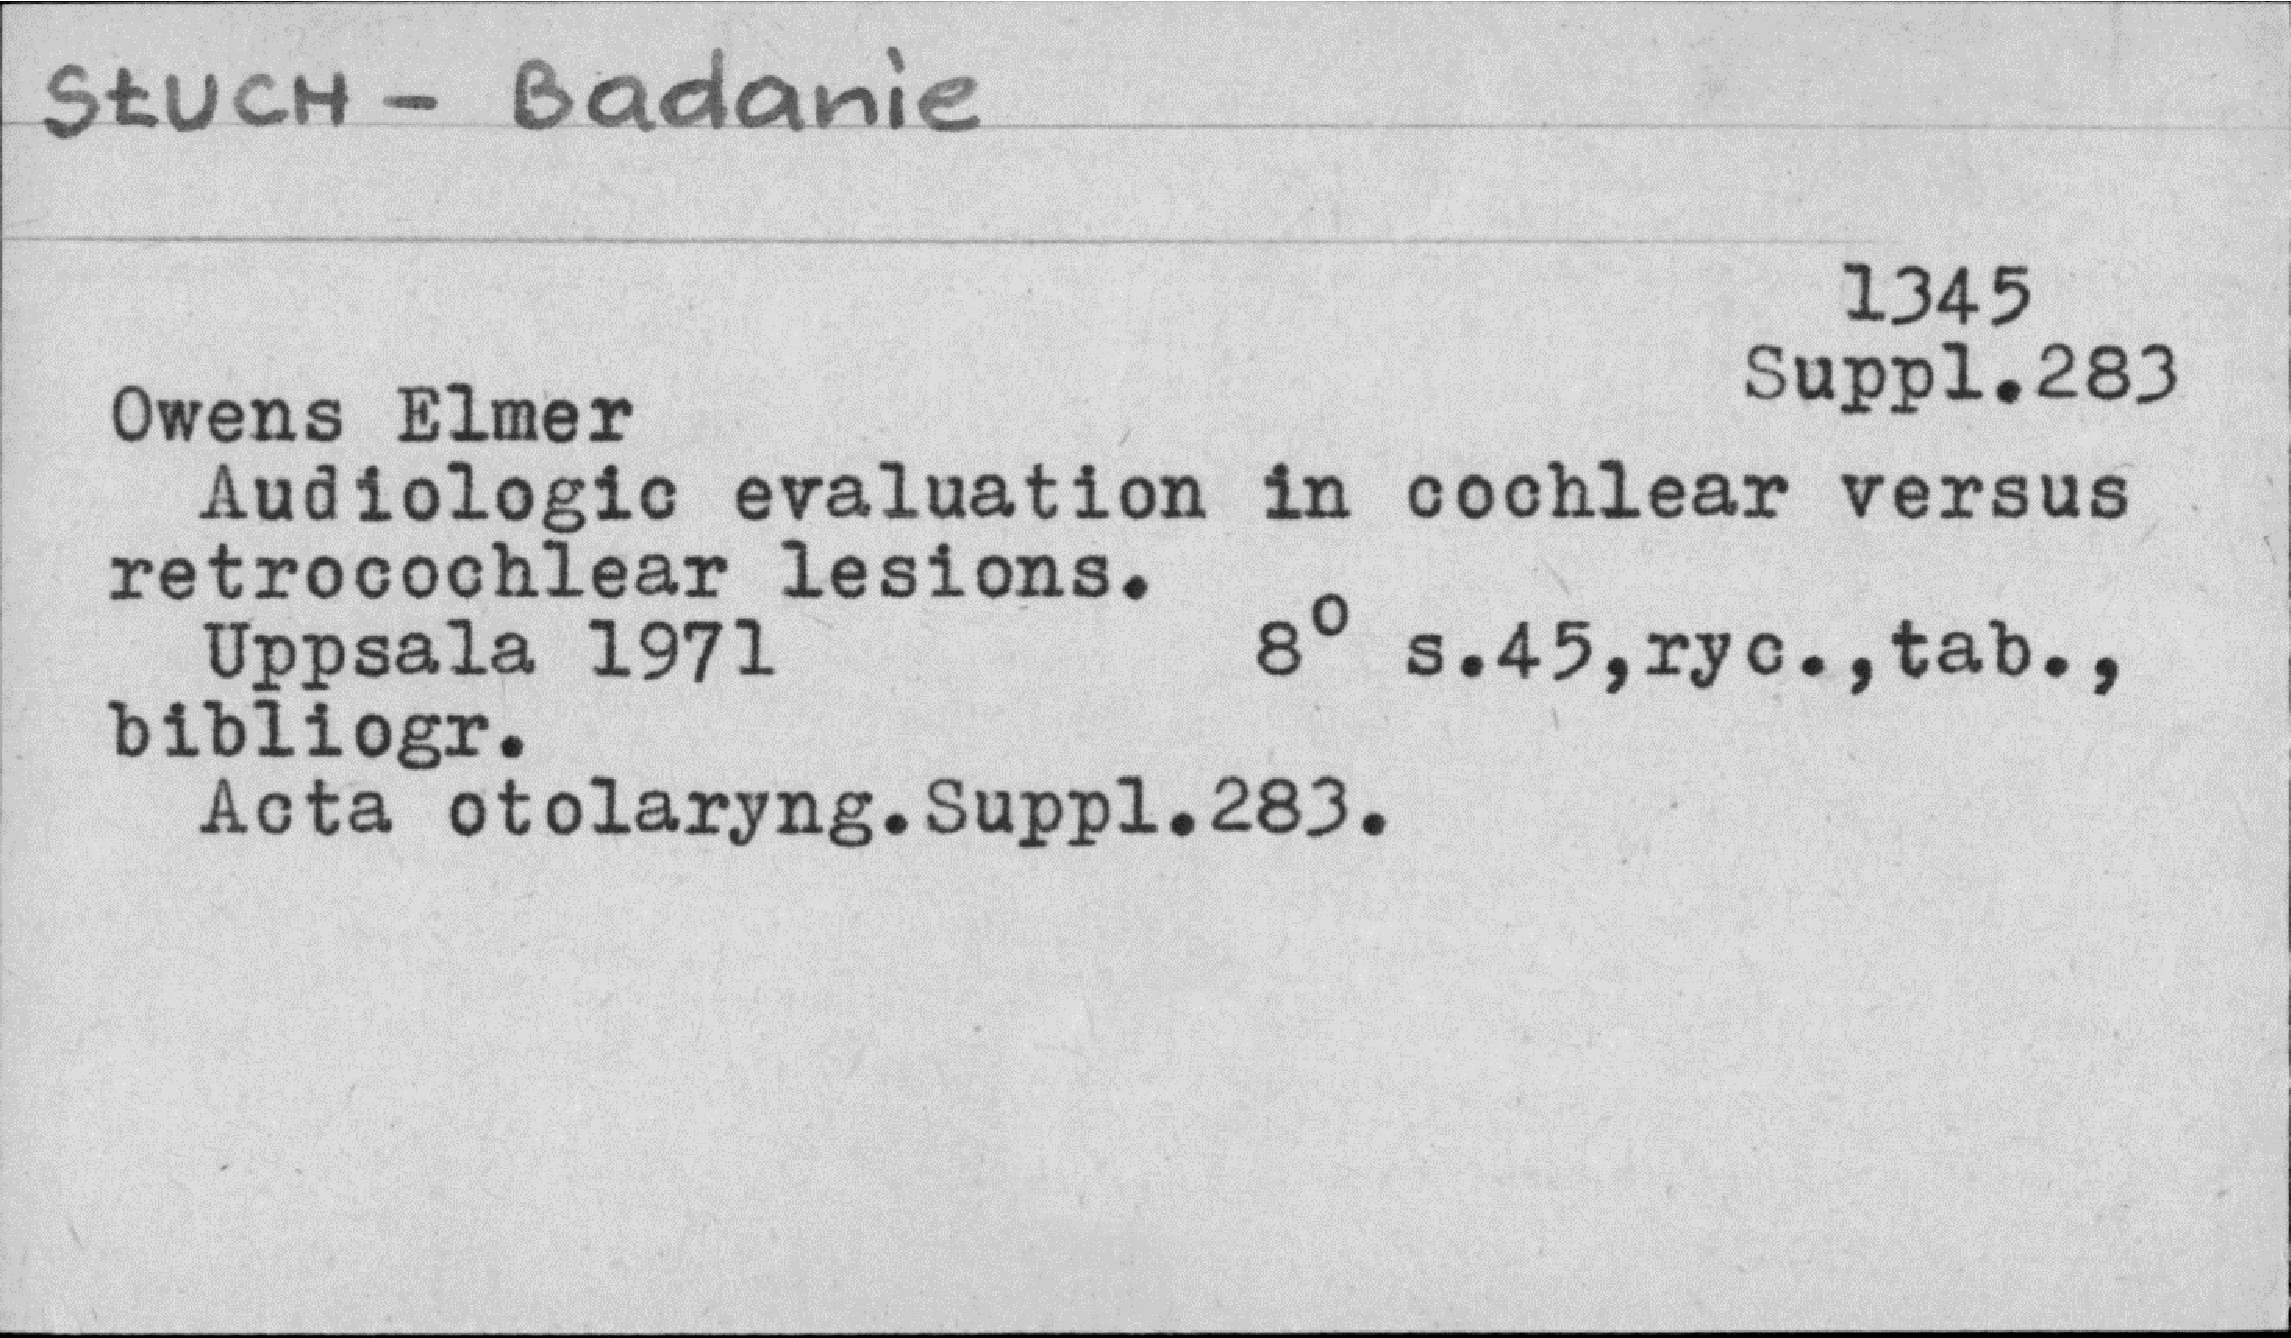 SŁUCH - Badanie
1345
Suppl.283
Owens Elmer
Audiologic evaluation in cochlear versus
retrocochlear lesions.
Uppsala 1971 8° s.45,ryc.,tab.,
bibliogr.
Acta otolaryng.Suppl.283.